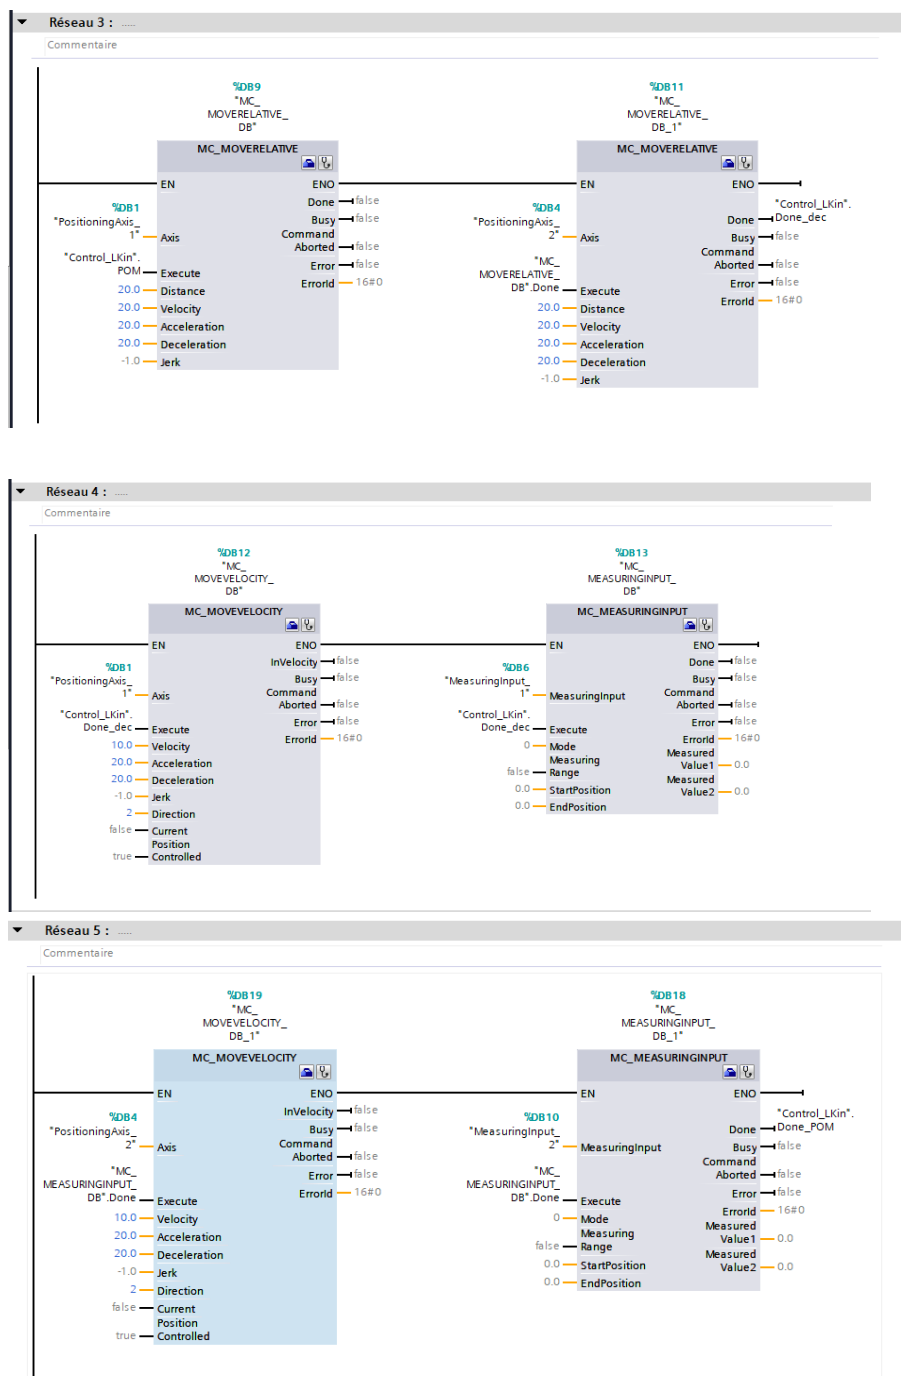 Réseau 3 : .....
Commentaire
%DB9
"MC_
MOVERELATIVE_
DB"
MC_MOVERELATIVE
EN
ENO
Done
false
Busy
false
Command
Aborted
false
Error
false
ErrorId
16#0
%DB1
"PositioningAxis_
1"
Axis
"Control_LKin".
POM
Execute
20.0
Distance
20.0
Velocity
20.0
Acceleration
20.0
Deceleration
-1.0
Jerk
%DB11
"MC_
MOVERELATIVE_
DB_1"
MC_MOVERELATIVE
EN
ENO
"Control_LKin".
Done
Done_dec
Busy
false
Command
Aborted
false
Error
false
ErrorId
16#0
%DB4
"PositioningAxis_
2"
Axis
"MC_
MOVERELATIVE_
DB".Done
Execute
20.0
Distance
20.0
Velocity
20.0
Acceleration
20.0
Deceleration
-1.0
Jerk
Réseau 4 : .....
Commentaire
%DB12
"MC_
MOVEVELOCITY_
DB"
MC_MOVEVELOCITY
EN
ENO
InVelocity
false
Busy
false
Command
Aborted
false
Error
false
ErrorId
16#0
%DB1
"PositioningAxis_
1"
Axis
"Control_LKin".
Done_dec
Execute
10.0
Velocity
20.0
Acceleration
20.0
Deceleration
-1.0
Jerk
2
Direction
false
Current
Position
true
Controlled
%DB13
"MC_
MEASURINGINPUT_
DB"
MC_MEASURINGINPUT
EN
ENO
Done
false
Busy
false
Command
Aborted
false
Error
false
ErrorId
16#0
Measured
Value1
0.0
Measured
Value2
0.0
%DB6
"MeasuringInput_
1"
MeasuringInput
"Control_LKin".
Done_dec
Execute
0
Mode
Measuring
false
Range
0.0
StartPosition
0.0
EndPosition
Réseau 5 : .....
Commentaire
%DB19
"MC_
MOVEVELOCITY_
DB_1"
MC_MOVEVELOCITY
EN
ENO
InVelocity
false
Busy
false
Command
Aborted
false
Error
false
ErrorId
16#0
%DB4
"PositioningAxis_
2"
Axis
"MC_
MEASURINGINPUT_
DB".Done
Execute
10.0
Velocity
20.0
Acceleration
20.0
Deceleration
-1.0
Jerk
2
Direction
false
Current
Position
true
Controlled
%DB18
"MC_
MEASURINGINPUT_
DB_1"
MC_MEASURINGINPUT
EN
ENO
"Control_LKin".
Done
Done_POM
Busy
false
Command
Aborted
false
Error
false
ErrorId
16#0
Measured
Value1
0.0
Measured
Value2
0.0
%DB10
"MeasuringInput_
2"
MeasuringInput
"MC_
MEASURINGINPUT_
DB".Done
Execute
0
Mode
Measuring
false
Range
0.0
StartPosition
0.0
EndPosition